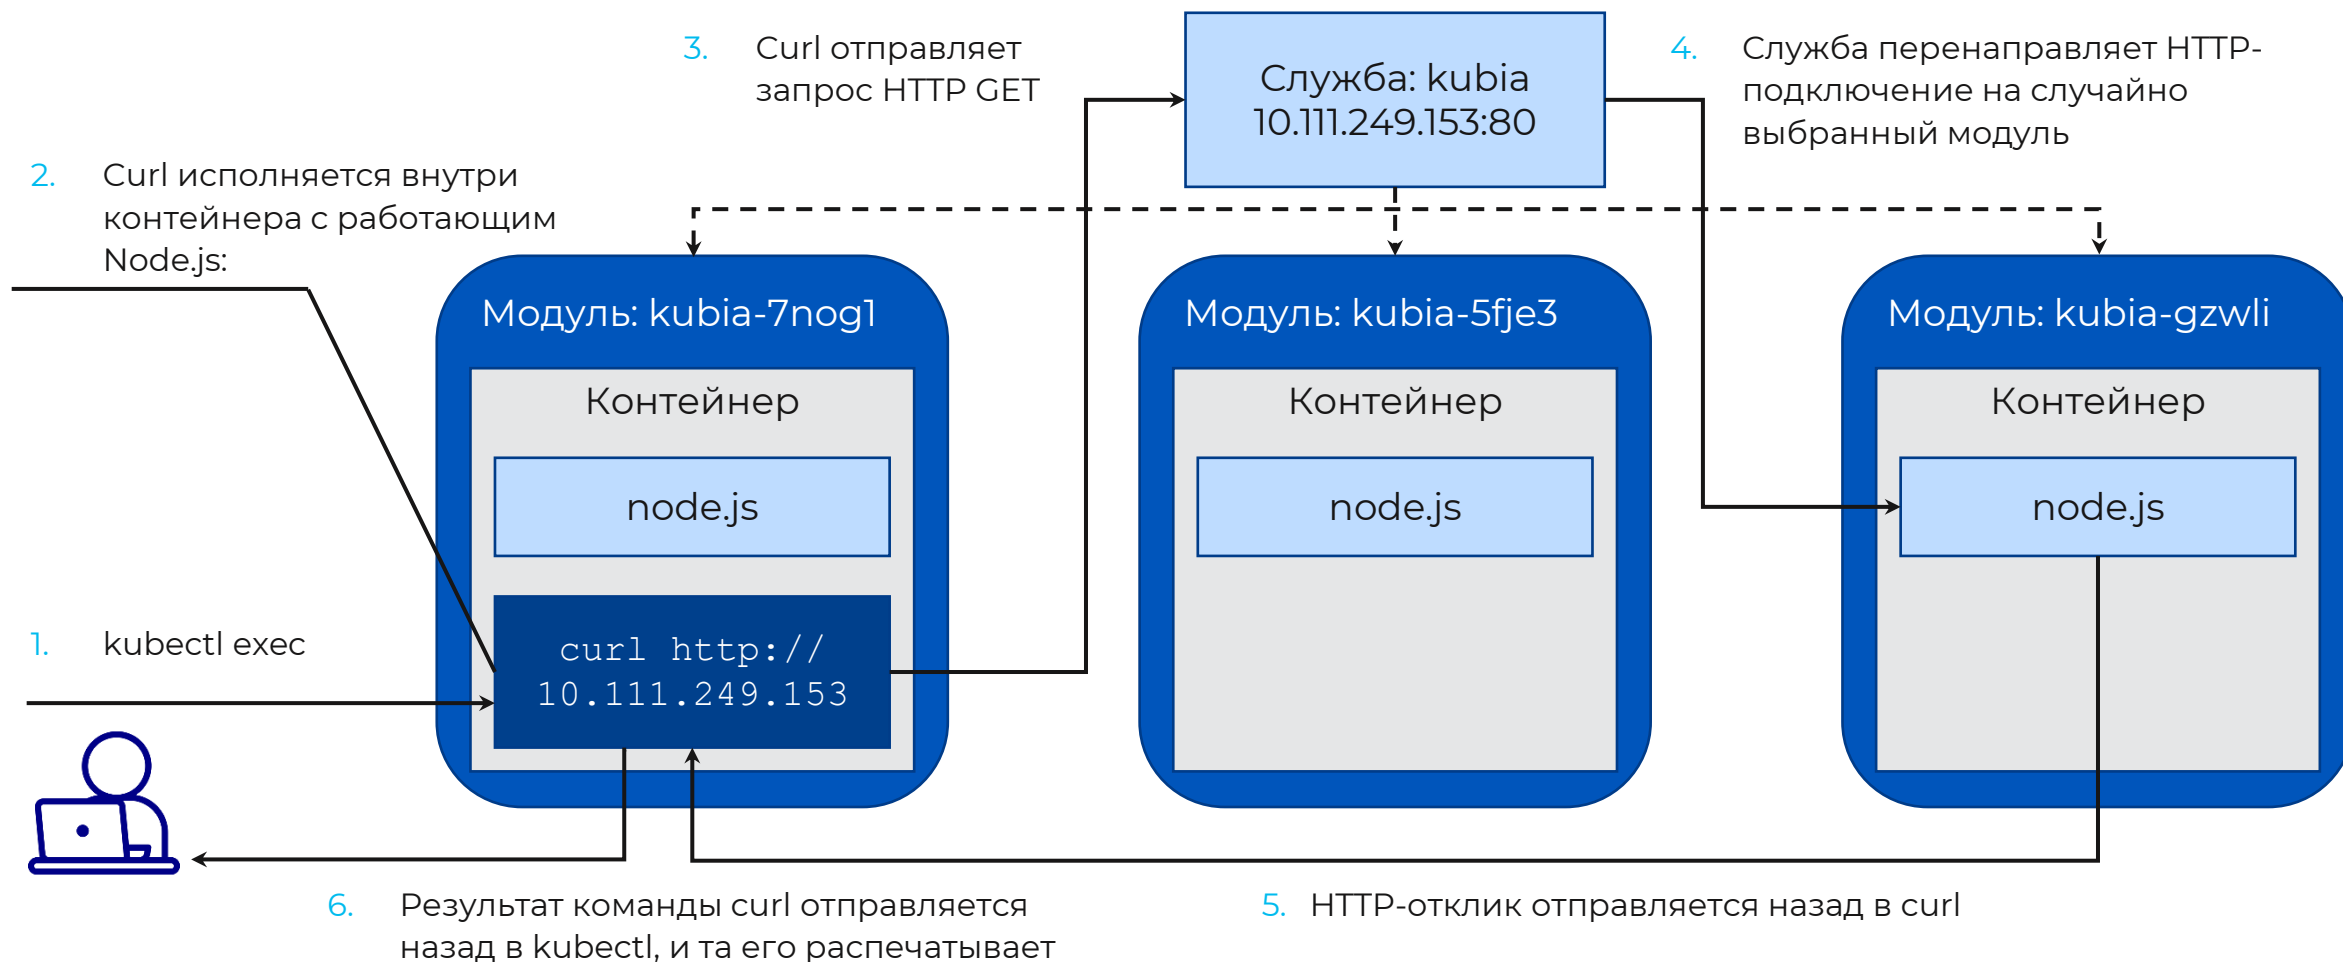 3. Curl отправляет
запрос HTTP GET
Служба: kubia
10.111.249.153:80
4. Служба перенаправляет HTTP-
подключение на случайно
выбранный модуль
2. Curl исполняется внутри
контейнера с работающим
Node.js:
Модуль: kubia-7nog1
Контейнер
node.js
curl http://
10.111.249.153
Модуль: kubia-5fje3
Контейнер
node.js
Модуль: kubia-gzwli
Контейнер
node.js
1. kubectl exec
6. Результат команды curl отправляется
назад в kubectl, и та его распечатывает
5. HTTP-отклик отправляется назад в curl